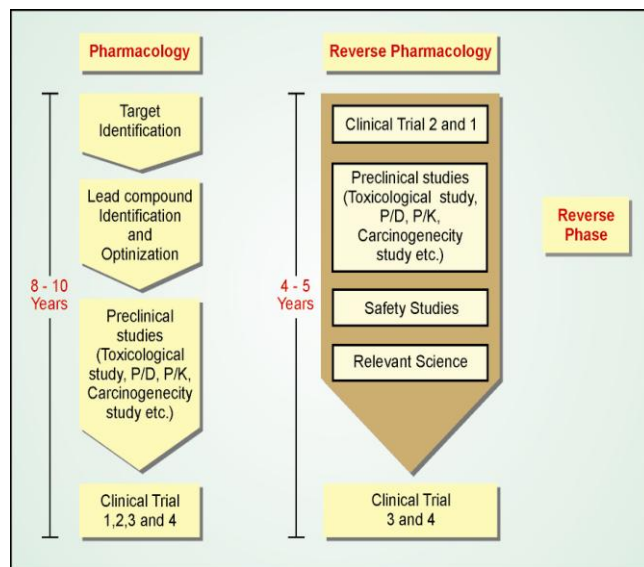 Pharmacology
Target
Identification
Lead compound
Identification
and
Optinization
8 - 10
Years
Preclinical
studies
(Toxicological
study, P/D, P/K,
Carcinogenecity
study etc.)
Clinical Trial
1,2,3 and 4
Reverse Pharmacology
Clinical Trial 2 and 1
Preclinical studies
(Toxicological study,
P/D, P/K,
Carcinogenecity
study etc.)
4 - 5
Years
Safety Studies
Relevant Science
Clinical Trial
3 and 4
Reverse
Phase